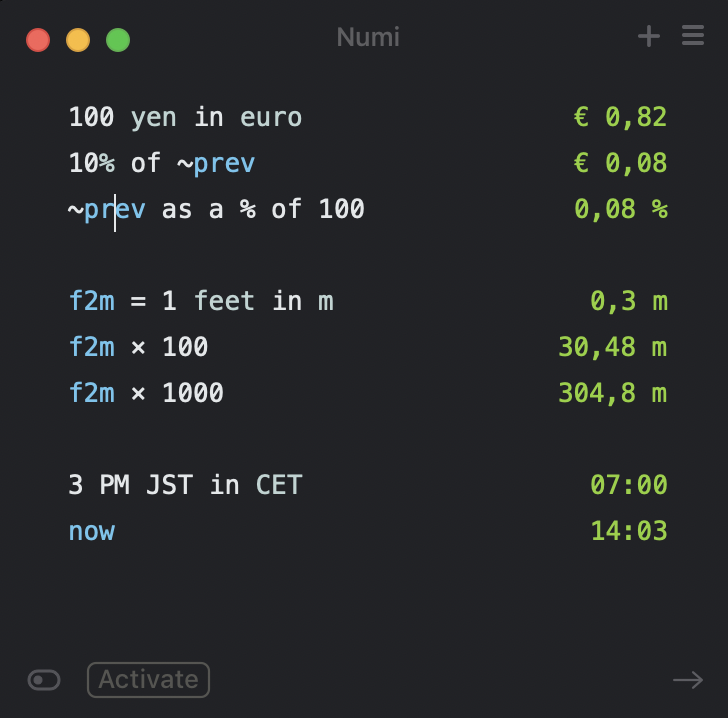 Numi
100 yen in euro € 0,82
10% of ~prev € 0,08
~prev as a % of 100 0,08 %
f2m = 1 feet in m 0,3 m
f2m × 100 30,48 m
f2m × 1000 304,8 m
3 PM JST in CET 07:00
now 14:03
Activate